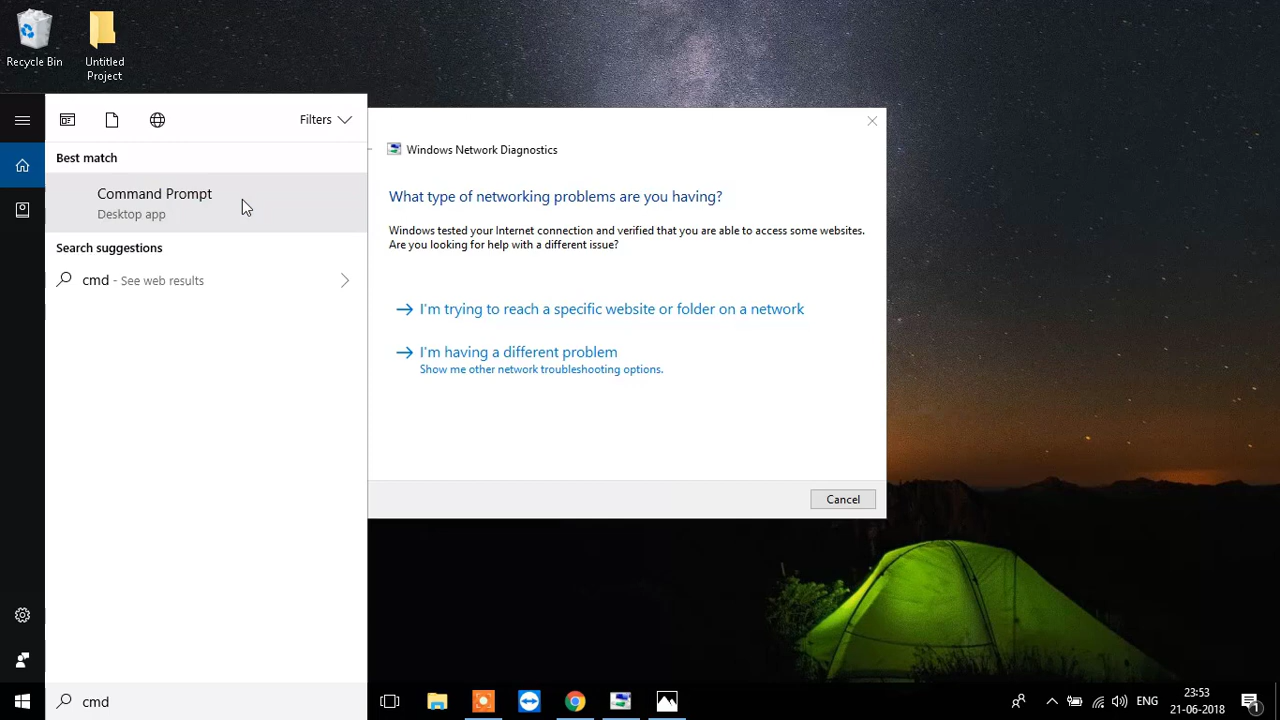 Recycle Bin
Untitled
Project
Filters
Best match
Command Prompt
Desktop app
Search suggestions
cmd - See web results
Windows Network Diagnostics
What type of networking problems are you having?
Windows tested your Internet connection and verified that you are able to access some websites.
Are you looking for help with a different issue?
I'm trying to reach a specific website or folder on a network
I'm having a different problem
Show me other network troubleshooting options.
Cancel
cmd
ENG
23:53
21-06-2018
1